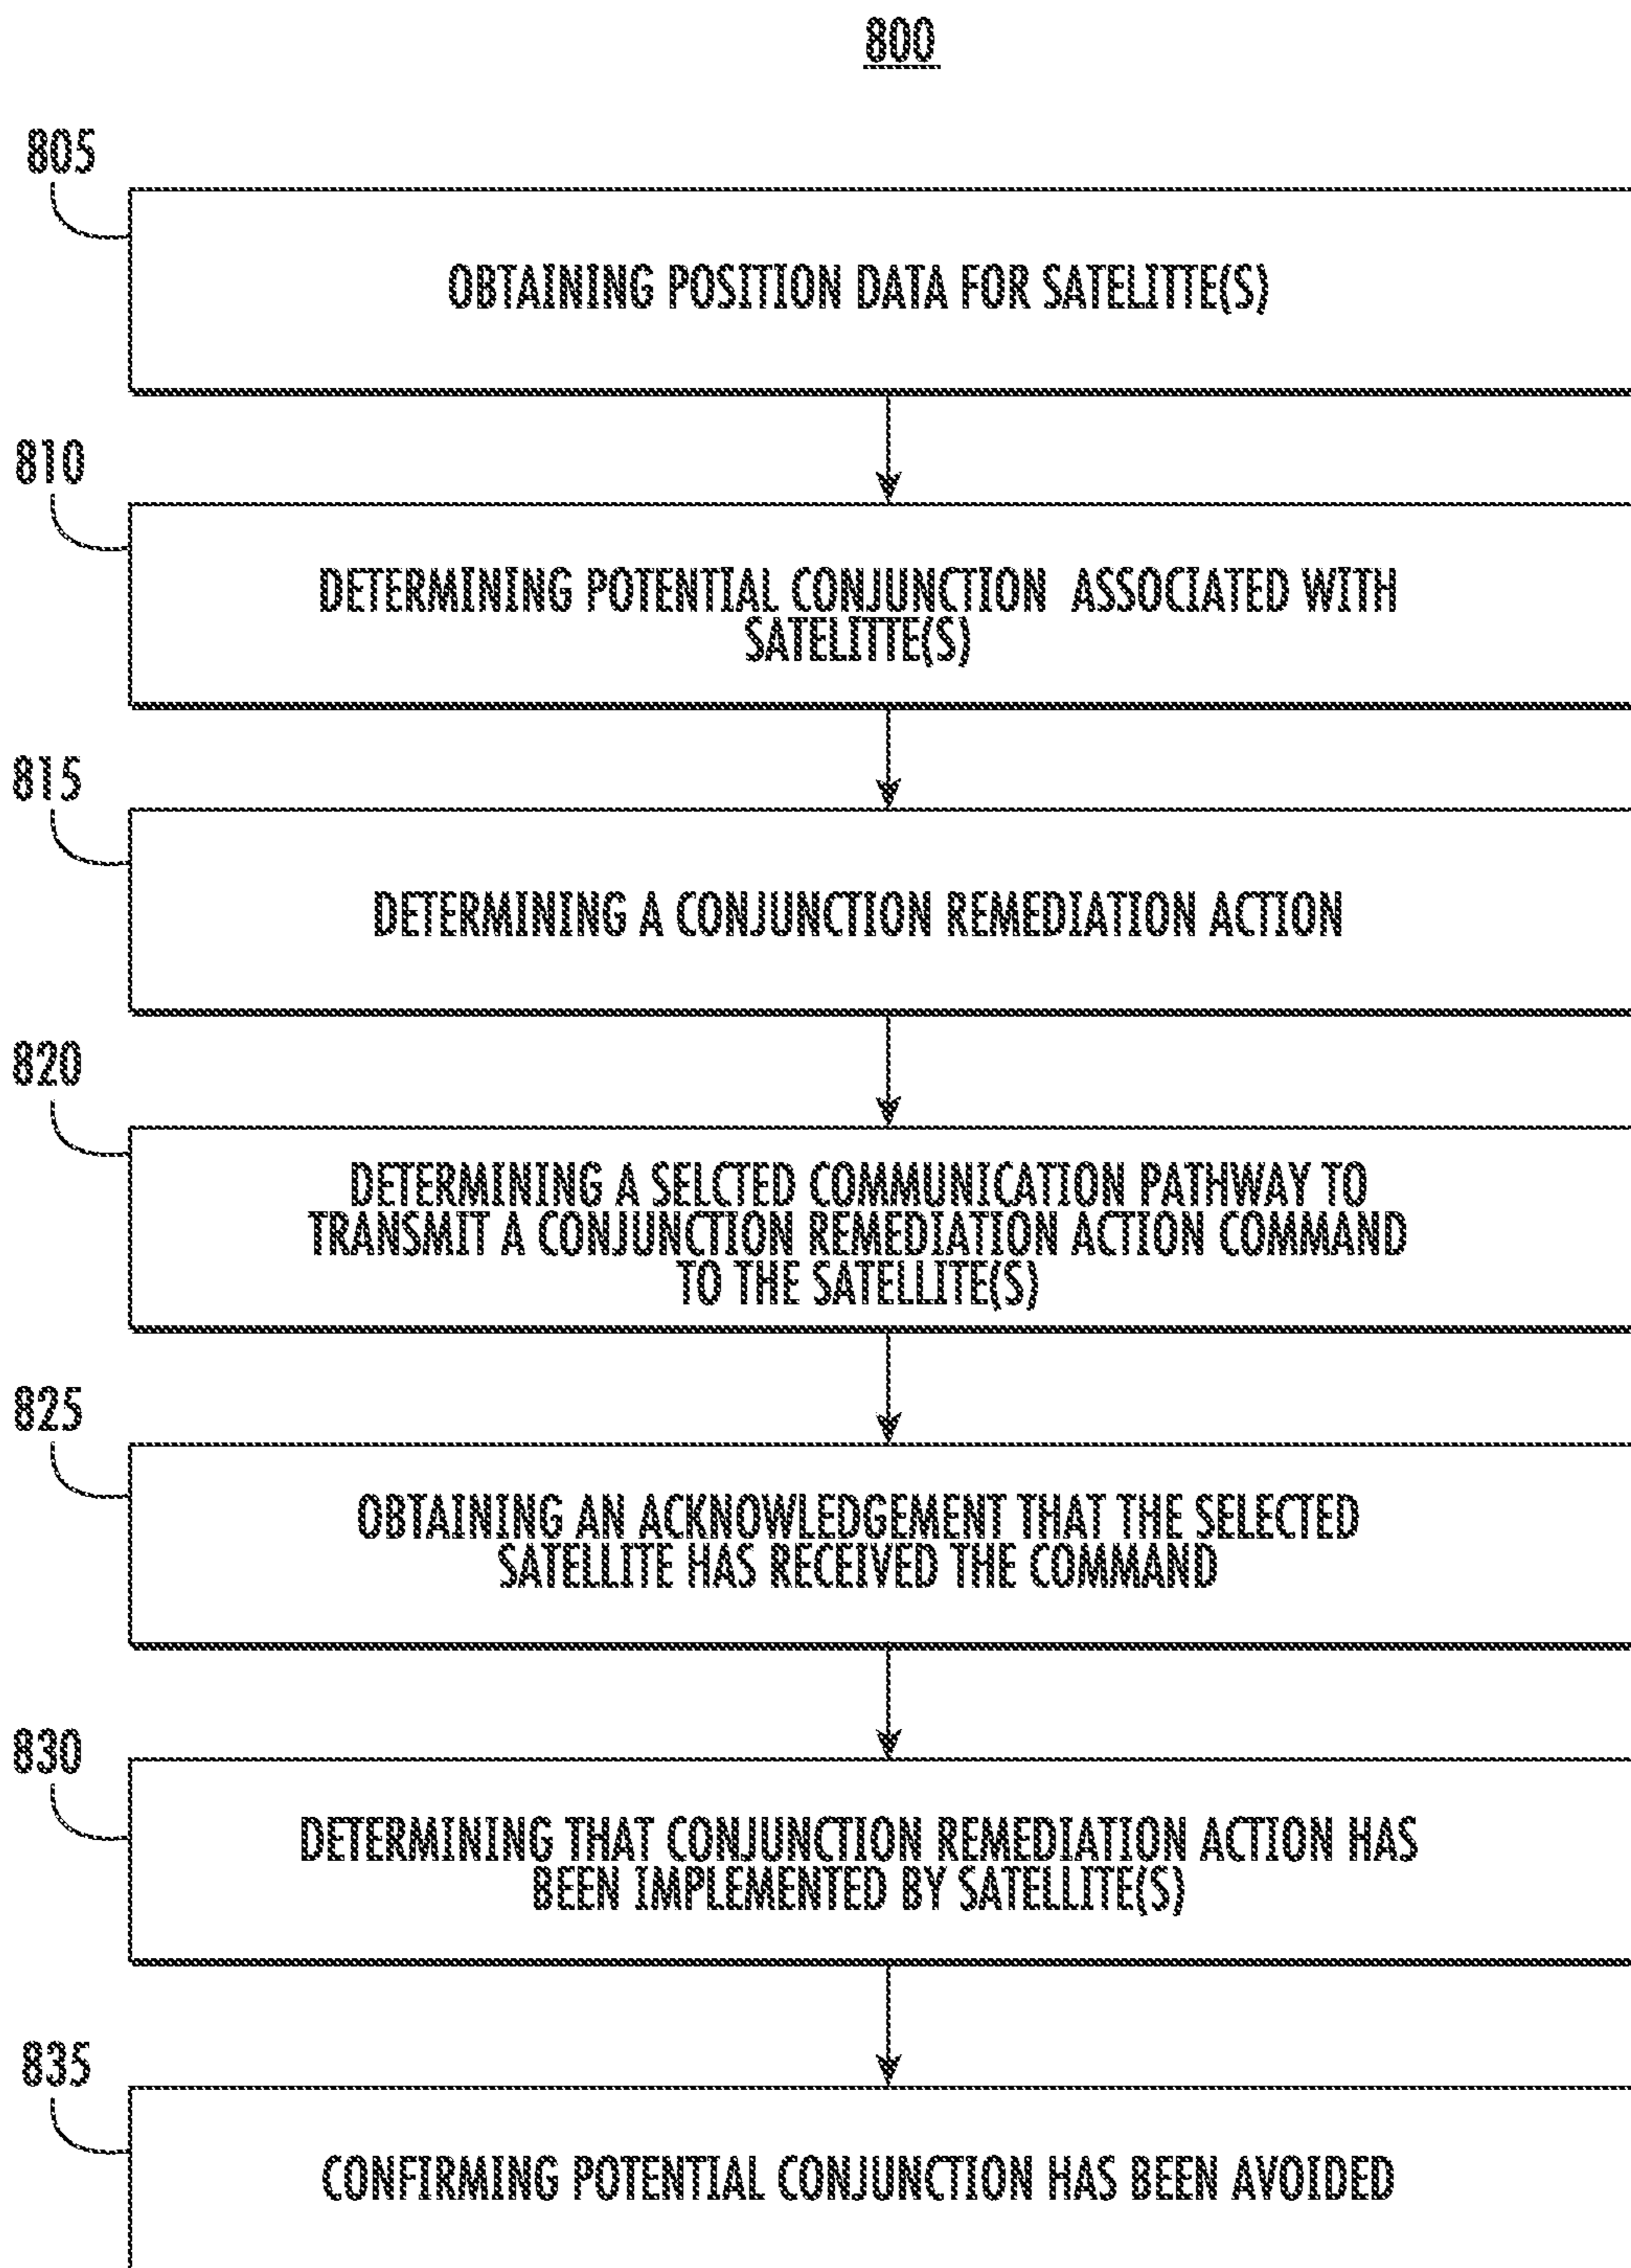 800
805
OBTAINING POSITION DATA FOR SATELITTE(S)
810
DETERMINING POTENTIAL CONJUNCTION ASSOCIATED WITH
SATELITTE(S)
815
DETERMINING A CONJUNCTION REMEDIATION ACTION
820
DETERMINING A SELCTED COMMUNICATION PATHWAY TO
TRANSMIT A CONJUNCTION REMEDIATION ACTION COMMAND
TO THE SATELLITE(S)
825
OBTAINING AN ACKNOWLEDGEMENT THAT THE SELECTED
SATELLITE HAS RECEIVED THE COMMAND
830
DETERMINING THAT CONJUNCTION REMEDIATION ACTION HAS
BEEN IMPLEMENTED BY SATELLITE(S)
835
CONFIRMING POTENTIAL CONJUNCTION HAS BEEN AVOIDED